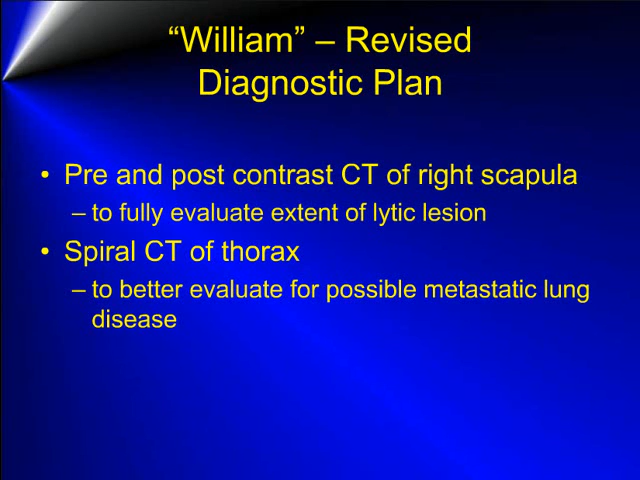 “William” – Revised
Diagnostic Plan
• Pre and post contrast CT of right scapula
– to fully evaluate extent of lytic lesion
• Spiral CT of thorax
– to better evaluate for possible metastatic lung
disease